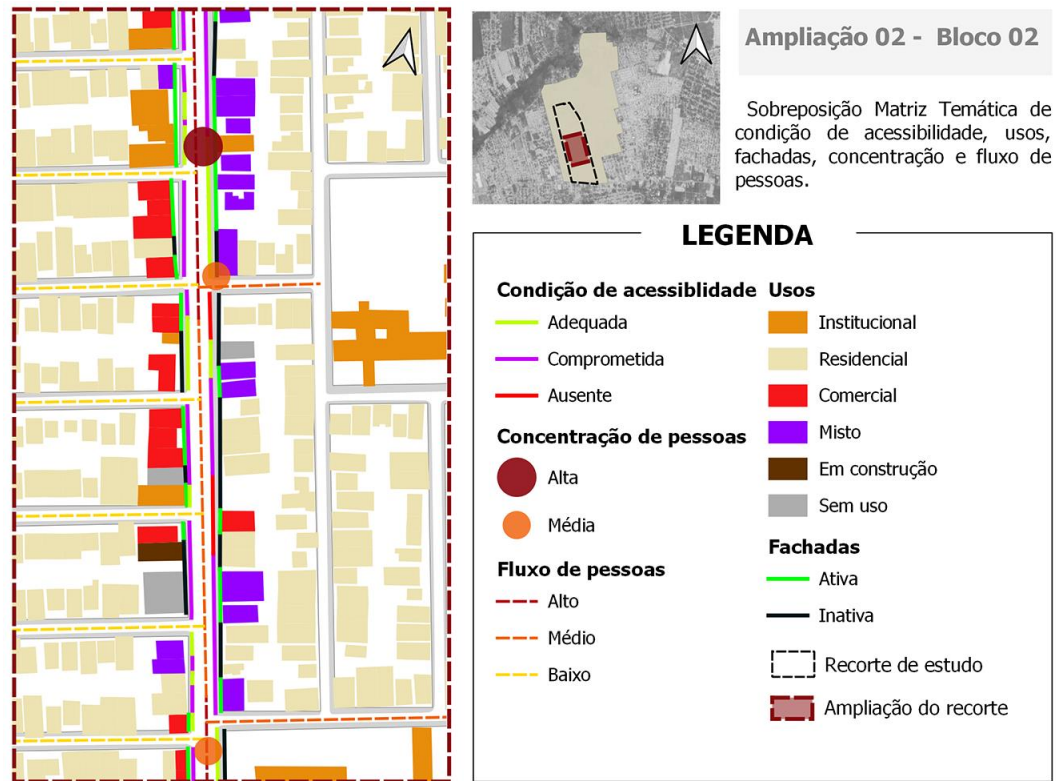 Ampliação 02 - Bloco 02
Sobreposição Matriz Temática de
condição de acessibilidade, usos,
fachadas, concentração e fluxo de
pessoas.
LEGENDA
Condição de acessiblidade
Adequada
Comprometida
Ausente
Concentração de pessoas
Alta
Média
Fluxo de pessoas
Alto
Médio
Baixo
Usos
Institucional
Residencial
Comercial
Misto
Em construção
Sem uso
Fachadas
Ativa
Inativa
Recorte de estudo
Ampliação do recorte